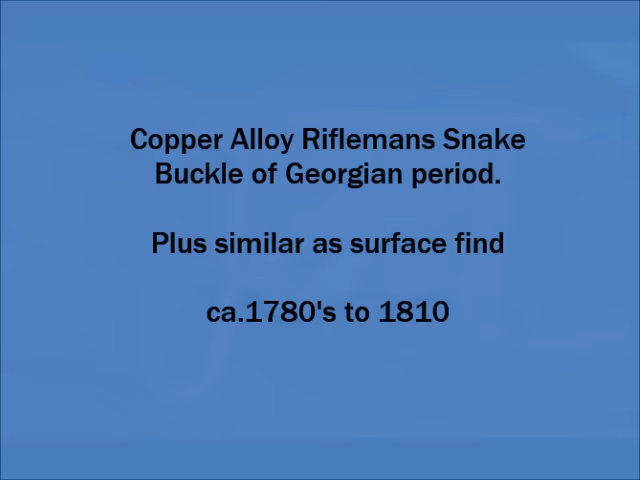 Copper Alloy Riflemans Snake
Buckle of Georgian period.
Plus similar as surface find
ca.1780's to 1810